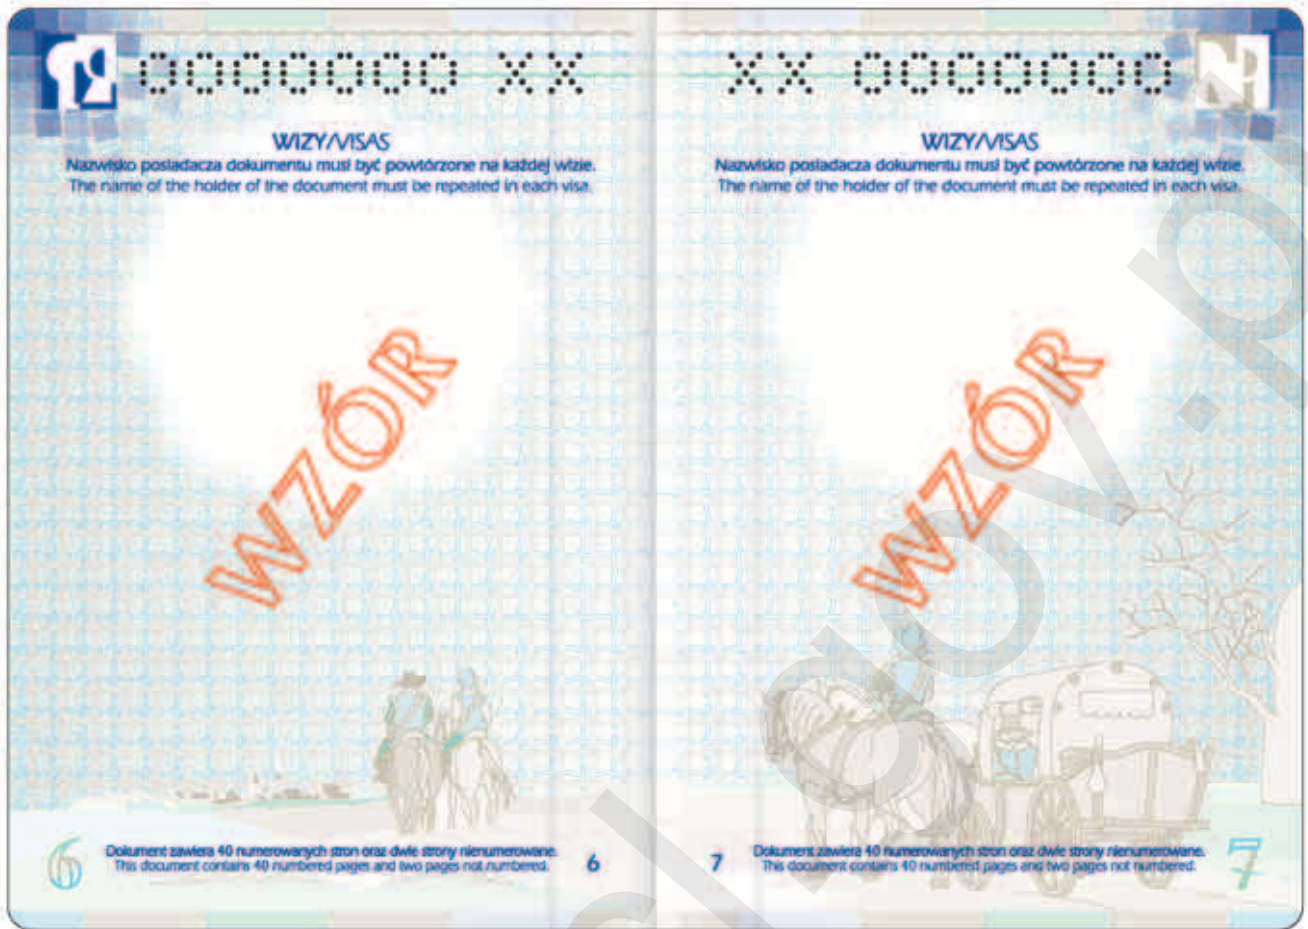 0000000 XX
WIZY/VISAS
Nazwisko posiadacza dokumentu musi być powtórzone na każdej wizie.
The name of the holder of the document must be repeated in each visa.
WZÓR
6
Dokument zawiera 40 numerowanych stron oraz dwie strony nienumerowane.
This document contains 40 numbered pages and two pages not numbered.
6
XX 0000000
WIZY/VISAS
Nazwisko posiadacza dokumentu musi być powtórzone na każdej wizie.
The name of the holder of the document must be repeated in each visa.
WZÓR
7
Dokument zawiera 40 numerowanych stron oraz dwie strony nienumerowane.
This document contains 40 numbered pages and two pages not numbered.
7